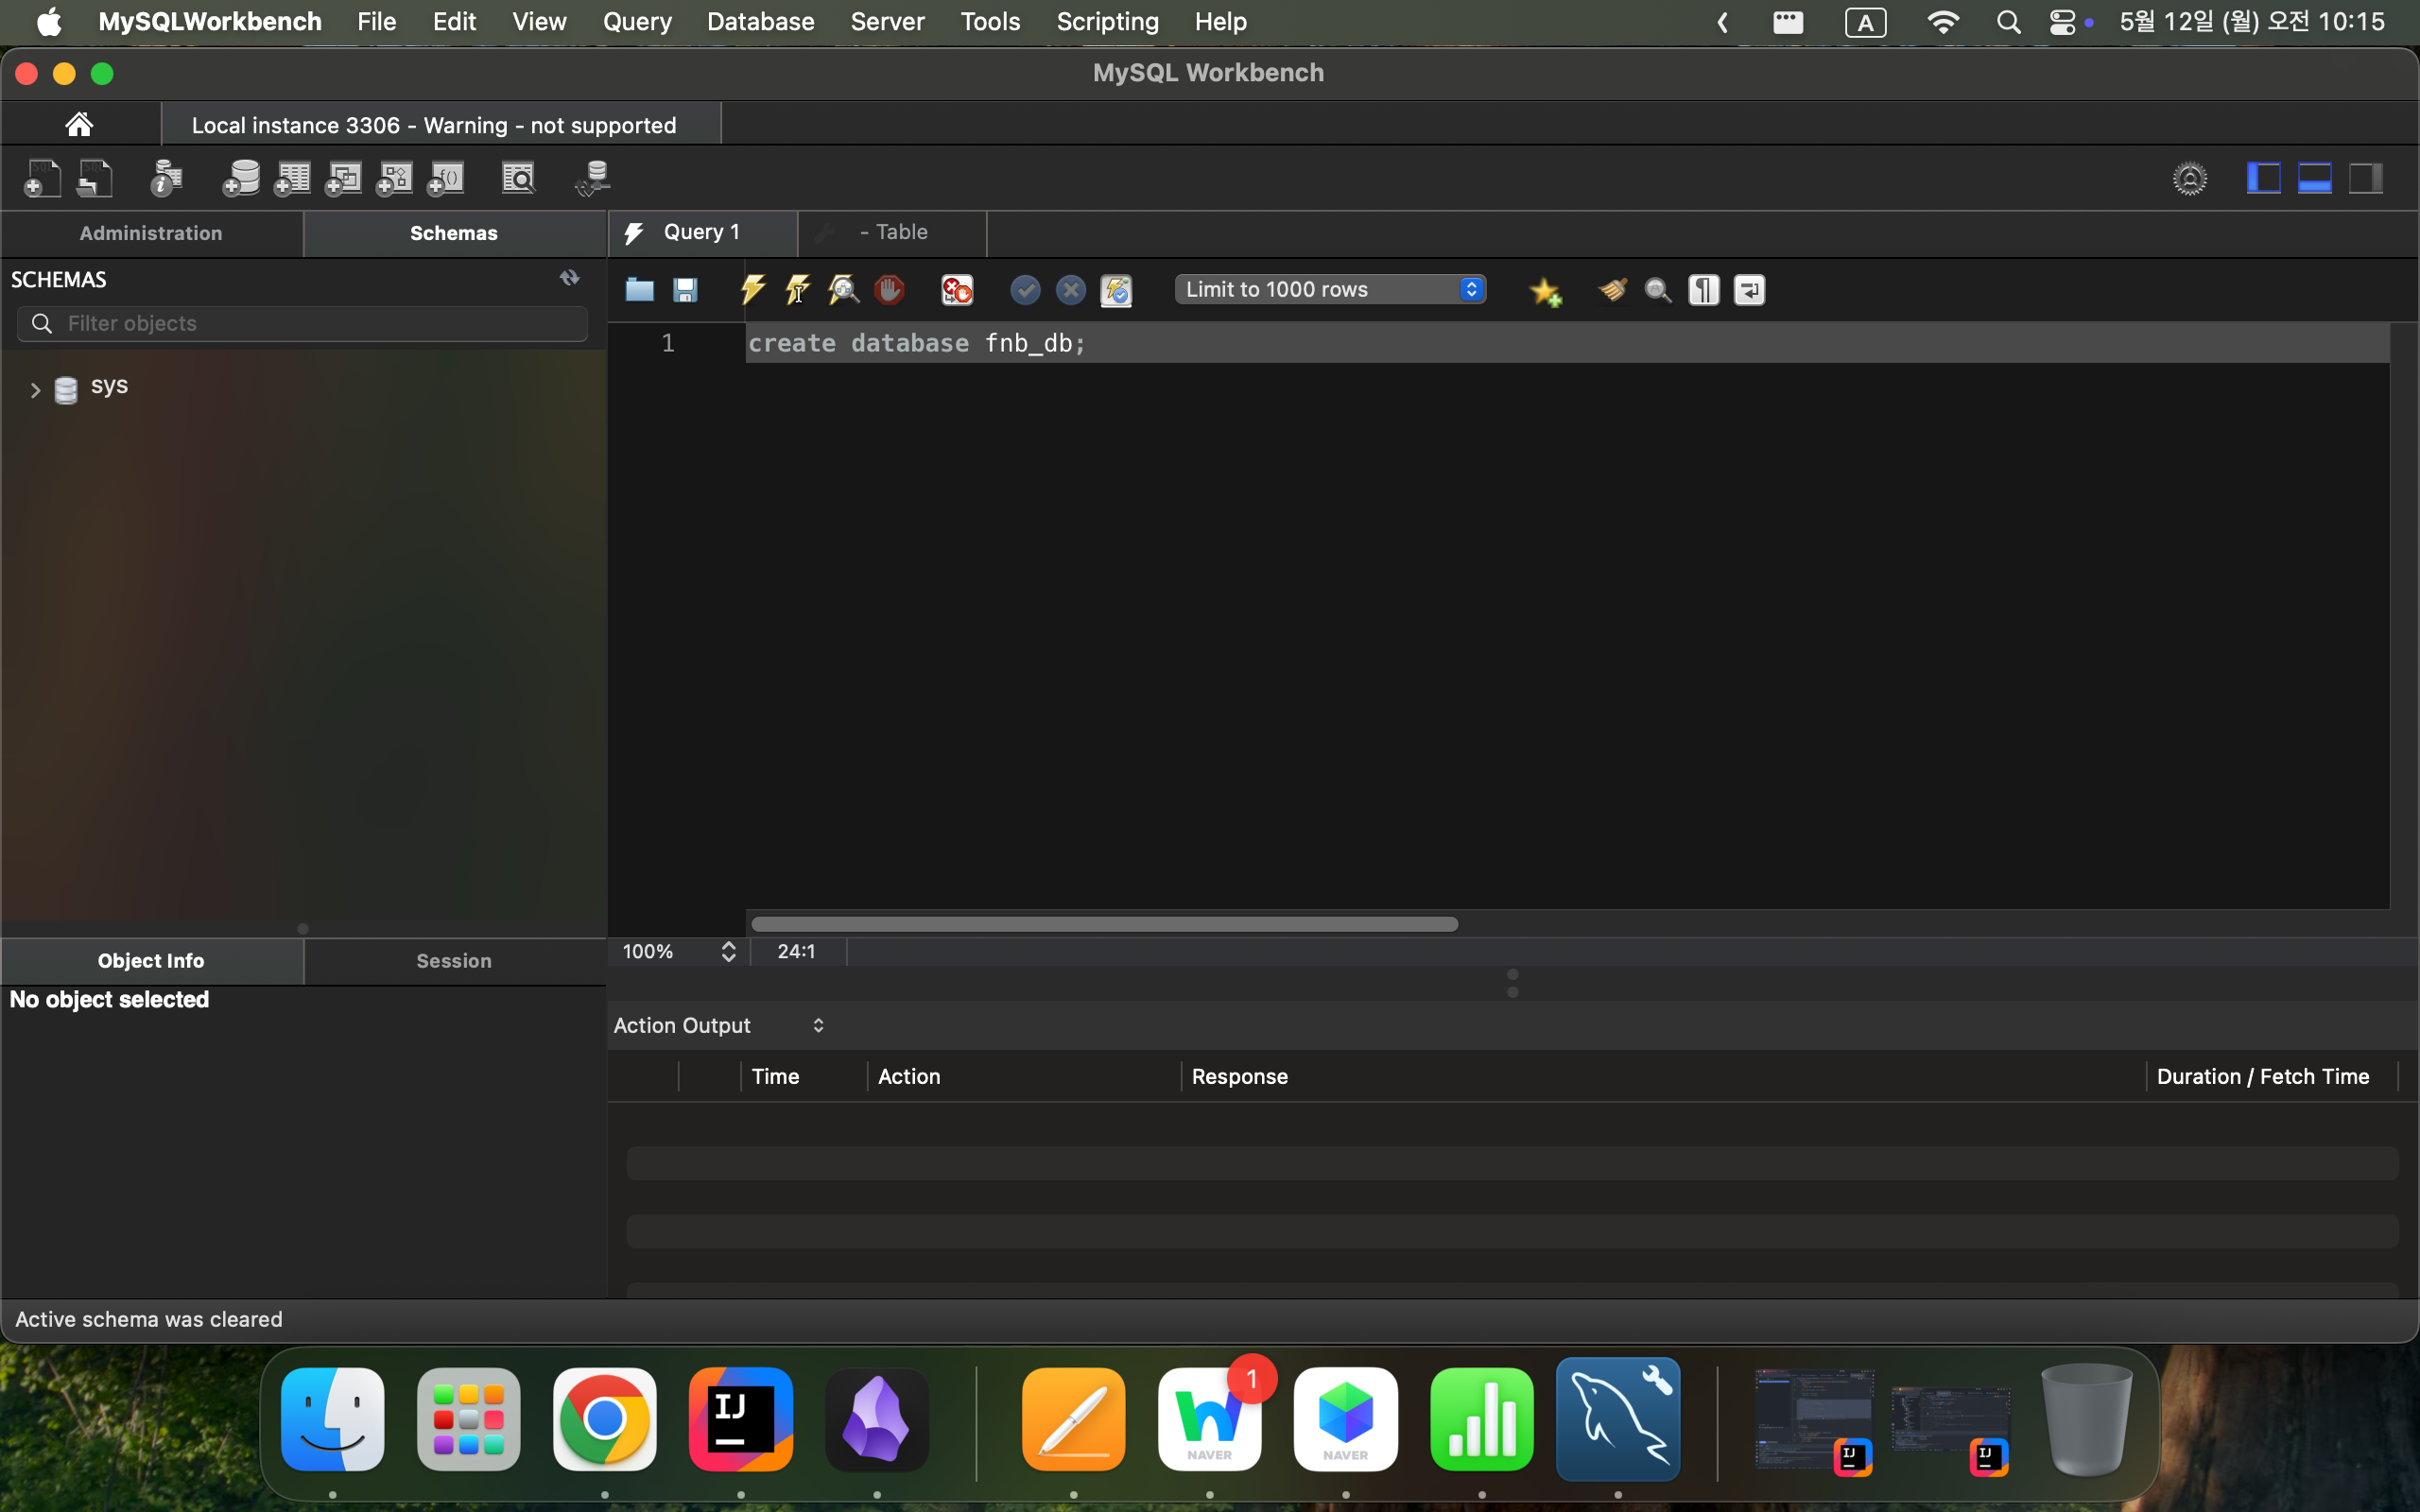 MySQLWorkbench File Edit View Query Database Server Tools Scripting Help A 5월 12일 (월) 오전 10:15
MySQL Workbench
Local instance 3306 - Warning - not supported
Administration Schemas
Query 1 - Table
SCHEMAS
Limit to 1000 rows
Filter objects
1 create database fnb_db;
sys
100% 24:1
Object Info Session
No object selected
Action Output
Time Action Response Duration / Fetch Time
Active schema was cleared
1
IJ
NAVER
NAVER
IJ
IJ